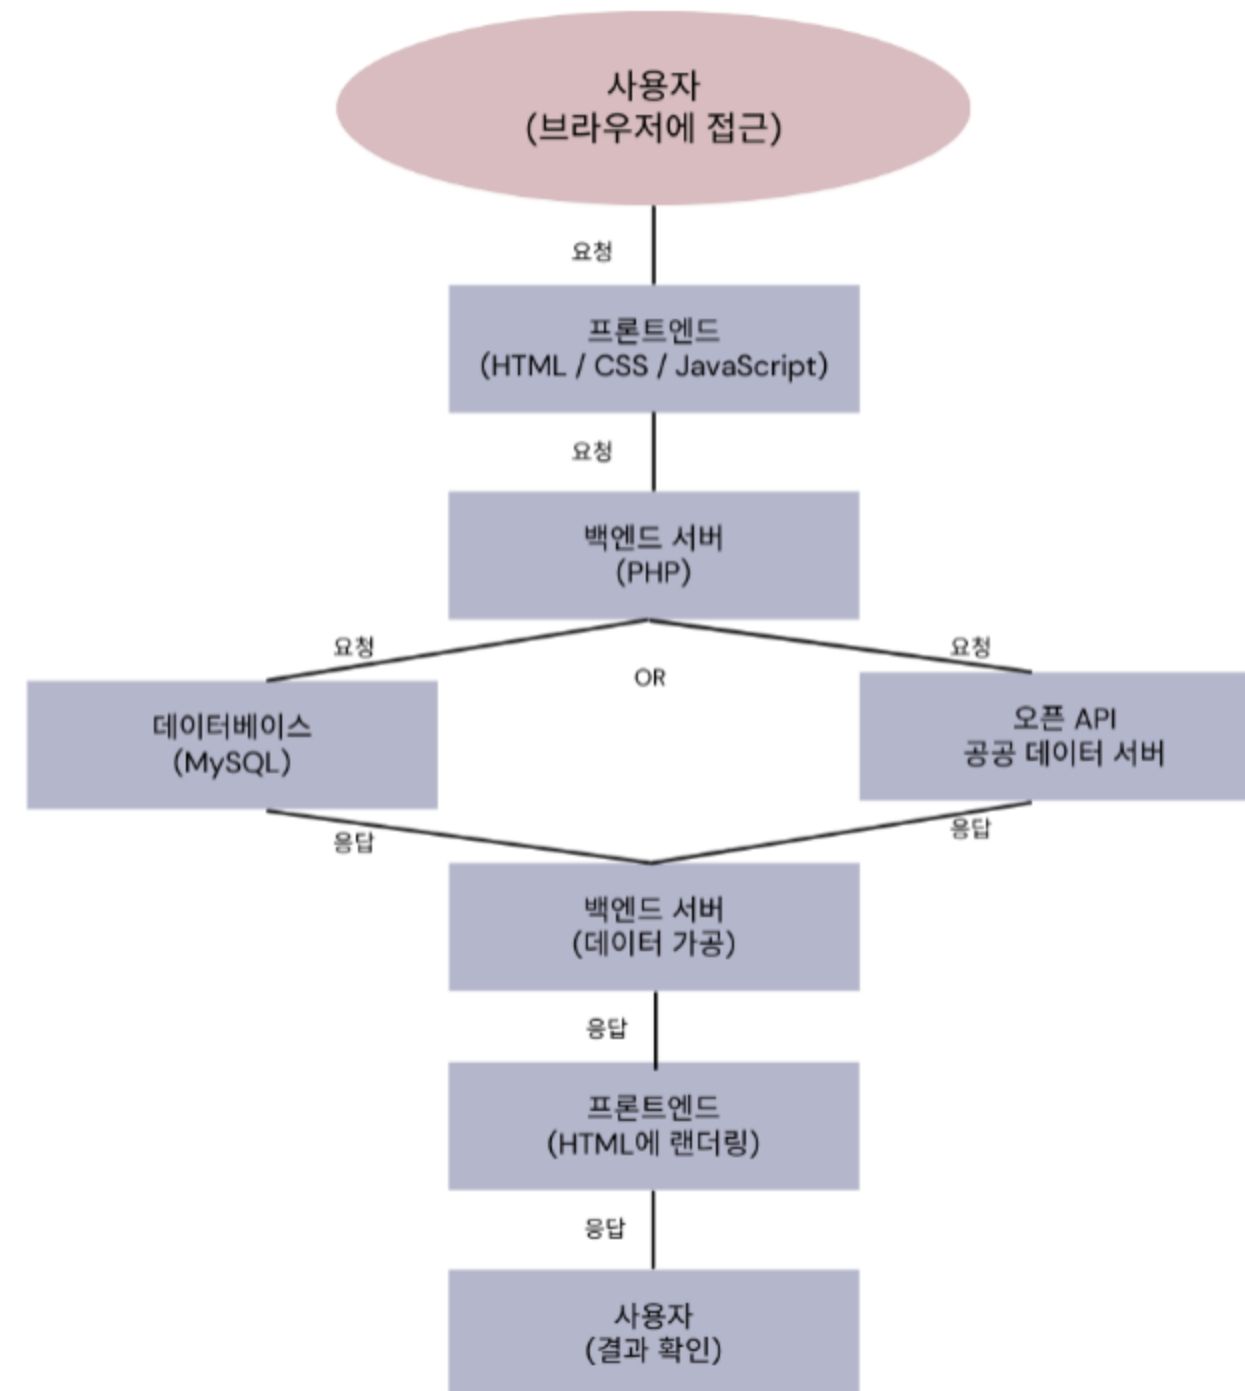 사용자
(브라우저에 접근)
요청
프론트엔드
(HTML / CSS / JavaScript)
요청
백엔드 서버
(PHP)
요청
요청
OR
데이터베이스
(MySQL)
오픈 API
공공 데이터 서버
응답
응답
백엔드 서버
(데이터 가공)
응답
프론트엔드
(HTML에 랜더링)
응답
사용자
(결과 확인)